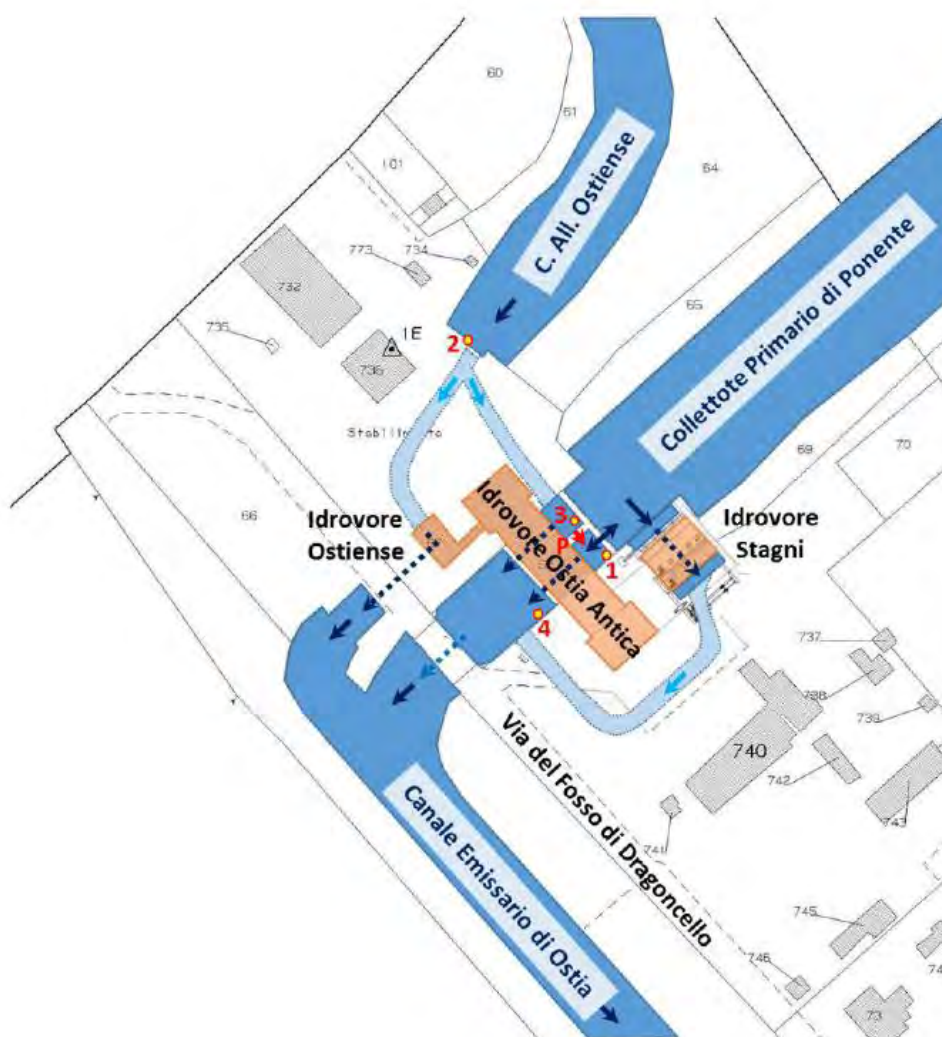 60
61
101
64
C. All. Ostiense
773
734
732
65
735
1E
2
736
Collettote Primario di Ponente
69
70
66
Idrovore
Ostiense
Idrovore Ostia Antica
3
P
1
Idrovore
Stagni
4
737
738
739
740
742
743
741
Via del Fosso di Dragoncello
Canale Emissario di Ostia
745
746
73